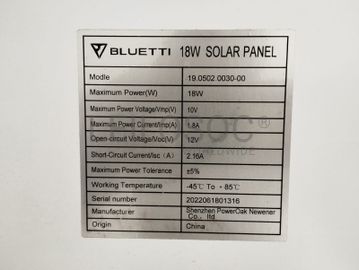 BLUETTI 18W SOLAR PANEL
Modle 19.0502.0030-00
Maximum Power(W) 18W
Maximum Power Voltage/Vmp(V) 10V
Maximum Power Current/Imp(A) 1.8A
Open-circuit Voltage/Voc(V) 12V
Short-Circuit Current/Isc (A) 2.16A
Maximum Power Tolerance ±5%
Working Temperature -45℃ To + 85℃
Serial number 2022061801316
Manufacturer Shenzhen PowerOak Newener Co., ltd
Origin China